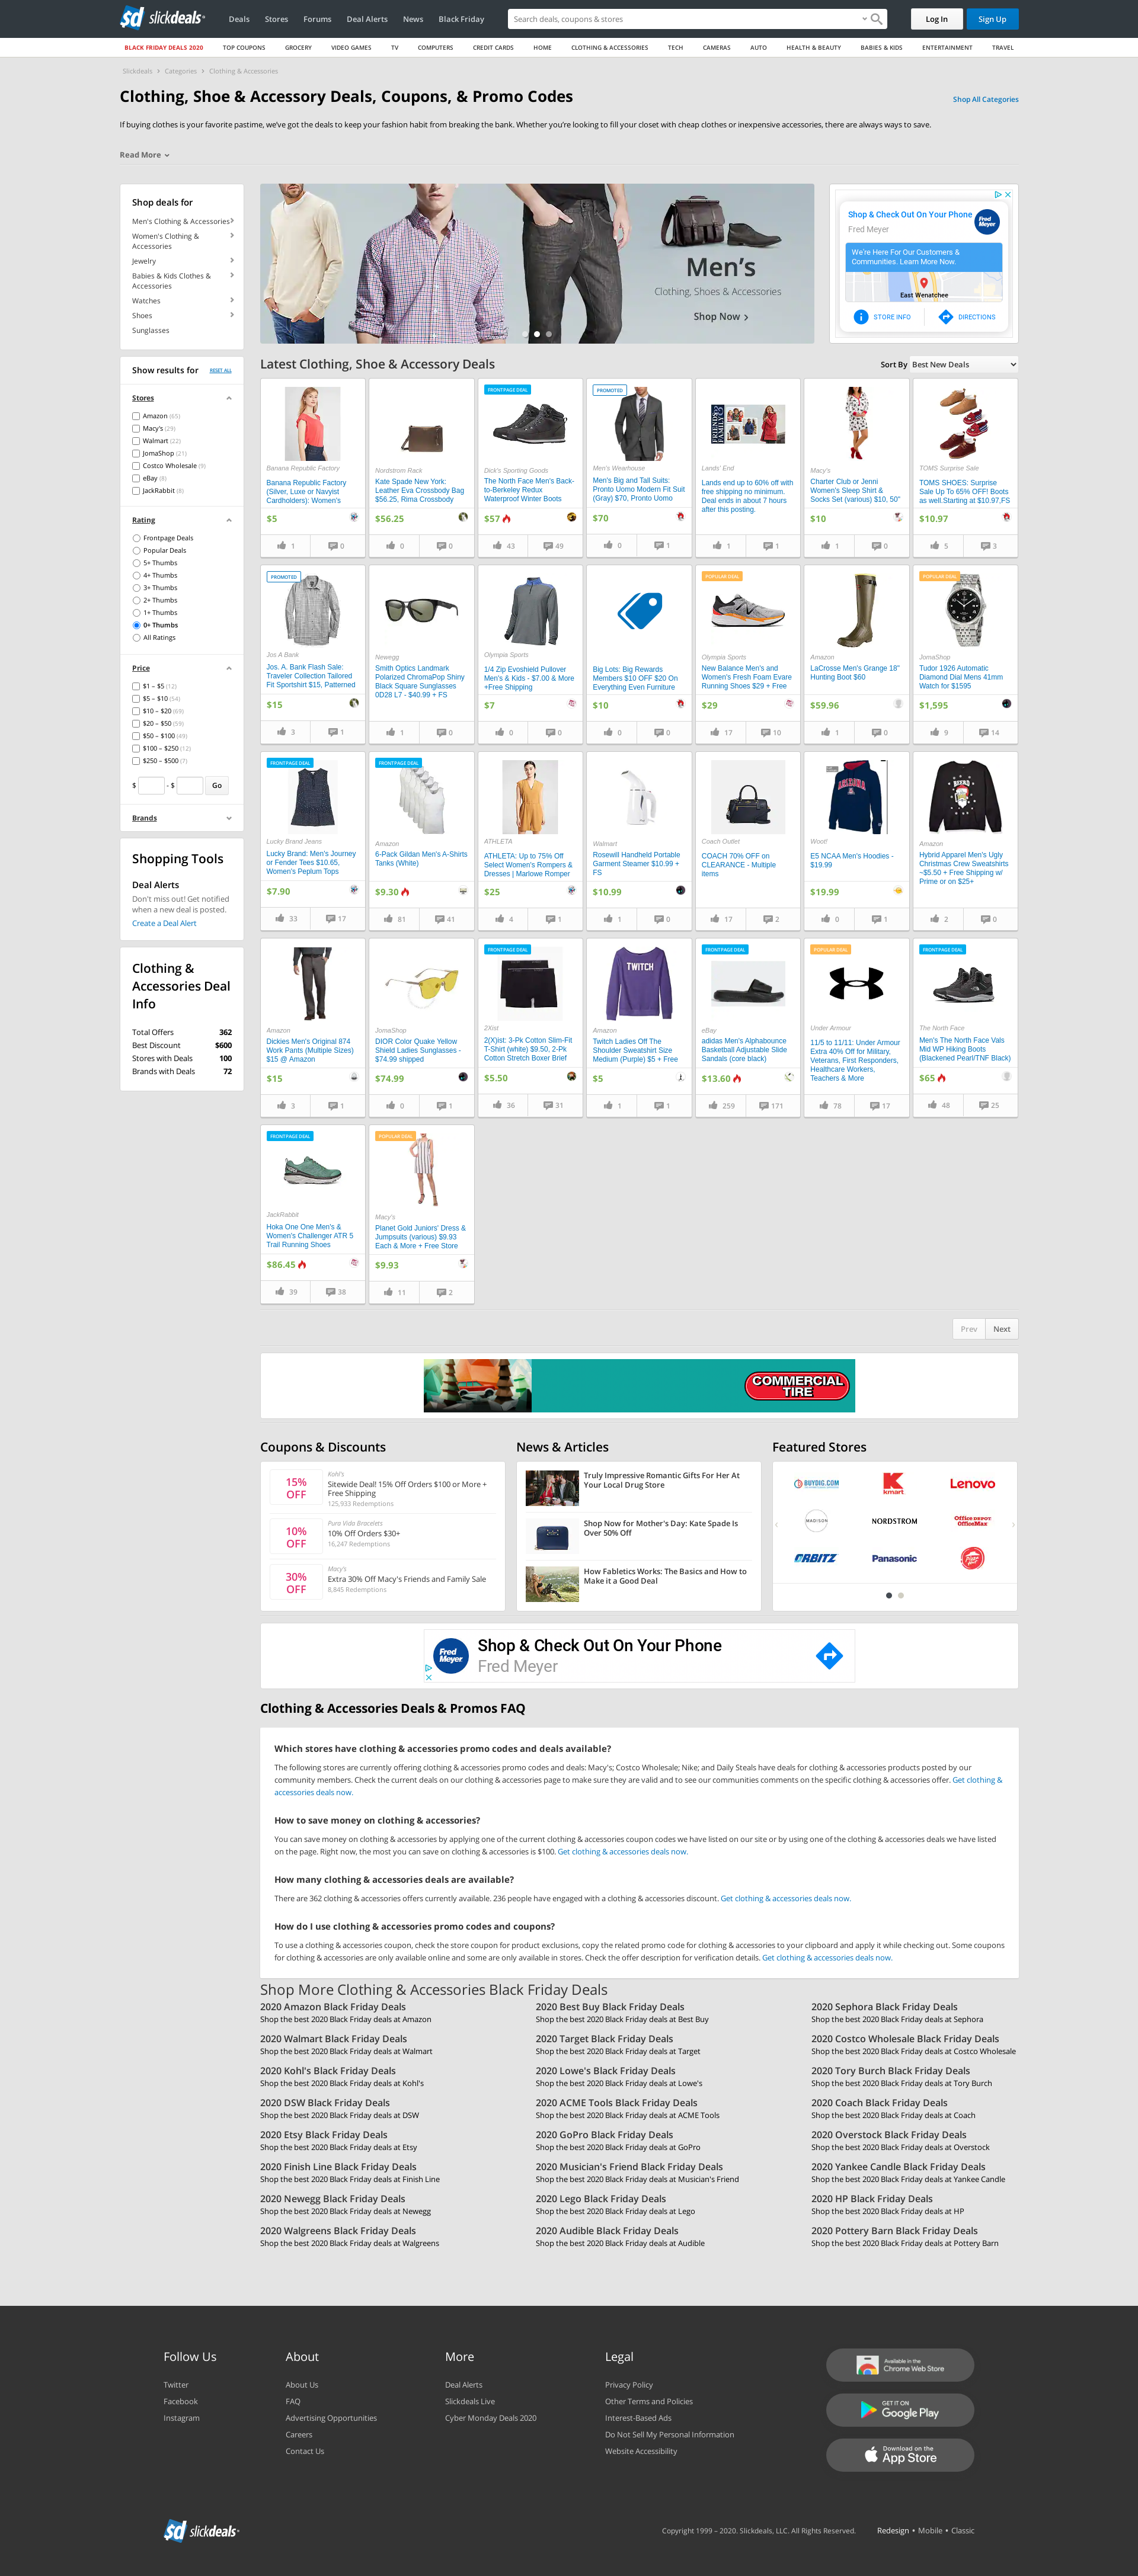 sd slickdeals
Deals
Stores
Forums
Deal Alerts
News
Black Friday
Search deals, coupons & stores
Log In
Sign Up
BLACK FRIDAY DEALS 2020
TOP COUPONS
GROCERY
VIDEO GAMES
TV
COMPUTERS
CREDIT CARDS
HOME
CLOTHING & ACCESSORIES
TECH
CAMERAS
AUTO
HEALTH & BEAUTY
BABIES & KIDS
ENTERTAINMENT
TRAVEL
Slickdeals > Categories > Clothing & Accessories
Clothing, Shoe & Accessory Deals, Coupons, & Promo Codes
Shop All Categories
If buying clothes is your favorite pastime, we've got the deals to keep your fashion habit from breaking the bank. Whether you're looking to fill your closet with cheap clothes or inexpensive accessories, there are always ways to save.
Read More
Shop deals for
Men's Clothing & Accessories
Women's Clothing &
Accessories
Jewelry
Babies & Kids Clothes &
Accessories
Watches
Shoes
Sunglasses
Men's
Clothing, Shoes & Accessories
Shop Now
Shop & Check Out On Your Phone
Fred Meyer
Fred Meyer
We're Here For Our Customers &
Communities. Learn More Now.
East Wenatchee
STORE INFO
DIRECTIONS
Show results for
RESET ALL
Stores
Amazon (65)
Macy's (29)
Walmart (22)
JomaShop (21)
Costco Wholesale (9)
eBay (8)
JackRabbit (8)
Rating
Frontpage Deals
Popular Deals
5+ Thumbs
4+ Thumbs
3+ Thumbs
2+ Thumbs
1+ Thumbs
0+ Thumbs
All Ratings
Price
$1 – $5 (12)
$5 – $10 (54)
$10 – $20 (69)
$20 – $50 (59)
$50 – $100 (49)
$100 – $250 (12)
$250 – $500 (7)
$ - $ Go
Brands
Shopping Tools
Deal Alerts
Don't miss out! Get notified
when a new deal is posted.
Create a Deal Alert
Clothing &
Accessories Deal
Info
Total Offers 362
Best Discount $600
Stores with Deals 100
Brands with Deals 72
Latest Clothing, Shoe & Accessory Deals
Sort By Best New Deals
Banana Republic Factory
Banana Republic Factory
(Silver, Luxe or Navyist
Cardholders): Women's
$5
1 0
Nordstrom Rack
Kate Spade New York:
Leather Eva Crossbody Bag
$56.25, Rima Crossbody
$56.25
0 0
FRONTPAGE DEAL
Dick's Sporting Goods
The North Face Men's Back-
to-Berkeley Redux
Waterproof Winter Boots
$57
43 49
PROMOTED
Men's Wearhouse
Men's Big and Tall Suits:
Pronto Uomo Modern Fit Suit
(Gray) $70, Pronto Uomo
$70
0 1
FRIENDS & FAMILY
Lands' End
Lands end up to 60% off with
free shipping no minimum.
Deal ends in about 7 hours
after this posting.
1 1
Macy's
Charter Club or Jenni
Women's Sleep Shirt &
Socks Set (various) $10, 50"
$10
1 0
TOMS Surprise Sale
TOMS SHOES: Surprise
Sale Up To 65% OFF! Boots
as well.Starting at $10.97,FS
$10.97
5 3
PROMOTED
Jos A Bank
Jos. A. Bank Flash Sale:
Traveler Collection Tailored
Fit Sportshirt $15, Patterned
$15
3 1
Newegg
Smith Optics Landmark
Polarized ChromaPop Shiny
Black Square Sunglasses
0D28 L7 - $40.99 + FS
1 0
Olympia Sports
1/4 Zip Evoshield Pullover
Men's & Kids - $7.00 & More
+Free Shipping
$7
0 0
Big Lots: Big Rewards
Members $10 OFF $20 On
Everything Even Furniture
$10
0 0
POPULAR DEAL
Olympia Sports
New Balance Men's and
Women's Fresh Foam Evare
Running Shoes $29 + Free
$29
17 10
Amazon
LaCrosse Men's Grange 18"
Hunting Boot $60
$59.96
1 0
POPULAR DEAL
JomaShop
Tudor 1926 Automatic
Diamond Dial Mens 41mm
Watch for $1595
$1,595
9 14
FRONTPAGE DEAL
Lucky Brand Jeans
Lucky Brand: Men's Journey
or Fender Tees $10.65,
Women's Peplum Tops
$7.90
33 17
FRONTPAGE DEAL
Amazon
6-Pack Gildan Men's A-Shirts
Tanks (White)
$9.30
81 41
ATHLETA
ATHLETA: Up to 75% Off
Select Women's Rompers &
Dresses | Marlowe Romper
$25
4 1
Walmart
Rosewill Handheld Portable
Garment Steamer $10.99 +
FS
$10.99
1 0
Coach Outlet
COACH 70% OFF on
CLEARANCE - Multiple
items
17 2
ARIZONA
Woot!
E5 NCAA Men's Hoodies -
$19.99
$19.99
0 1
Amazon
Hybrid Apparel Men's Ugly
Christmas Crew Sweatshirts
~$5.50 + Free Shipping w/
Prime or on $25+
2 0
Amazon
Dickies Men's Original 874
Work Pants (Multiple Sizes)
$15 @ Amazon
$15
3 1
JomaShop
DIOR Color Quake Yellow
Shield Ladies Sunglasses -
$74.99 shipped
$74.99
0 1
FRONTPAGE DEAL
2Xist
2(X)ist: 3-Pk Cotton Slim-Fit
T-Shirt (white) $9.50, 2-Pk
Cotton Stretch Boxer Brief
$5.50
36 31
TWITCH
Amazon
Twitch Ladies Off The
Shoulder Sweatshirt Size
Medium (Purple) $5 + Free
$5
1 1
FRONTPAGE DEAL
eBay
adidas Men's Alphabounce
Basketball Adjustable Slide
Sandals (core black)
$13.60
259 171
POPULAR DEAL
Under Armour
11/5 to 11/11: Under Armour
Extra 40% Off for Military,
Veterans, First Responders,
Healthcare Workers,
Teachers & More
78 17
FRONTPAGE DEAL
The North Face
Men's The North Face Vals
Mid WP Hiking Boots
(Blackened Pearl/TNF Black)
$65
48 25
FRONTPAGE DEAL
JackRabbit
Hoka One One Men's &
Women's Challenger ATR 5
Trail Running Shoes
$86.45
39 38
POPULAR DEAL
Macy's
Planet Gold Juniors' Dress &
Jumpsuits (various) $9.93
Each & More + Free Store
$9.93
11 2
Prev Next
COMMERCIAL
TIRE
Coupons & Discounts
15%
OFF
Kohl's
Sitewide Deal! 15% Off Orders $100 or More +
Free Shipping
125,933 Redemptions
10%
OFF
Pura Vida Bracelets
10% Off Orders $30+
16,247 Redemptions
30%
OFF
Macy's
Extra 30% Off Macy's Friends and Family Sale
8,845 Redemptions
News & Articles
Truly Impressive Romantic Gifts For Her At
Your Local Drug Store
Shop Now for Mother's Day: Kate Spade Is
Over 50% Off
How Fabletics Works: The Basics and How to
Make it a Good Deal
Featured Stores
BUYDIG.COM
kmart
Lenovo
MADISON
NORDSTROM
Office DEPOT
OfficeMax
ORBITZ
Panasonic
Pizza Hut
Fred Meyer
Shop & Check Out On Your Phone
Fred Meyer
Clothing & Accessories Deals & Promos FAQ
Which stores have clothing & accessories promo codes and deals available?
The following stores are currently offering clothing & accessories promo codes and deals: Macy's; Costco Wholesale; Nike; and Daily Steals have deals for clothing & accessories products posted by our
community members. Check the current deals on our clothing & accessories page to make sure they are valid and to see our communities comments on the specific clothing & accessories offer. Get clothing &
accessories deals now.
How to save money on clothing & accessories?
You can save money on clothing & accessories by applying one of the current clothing & accessories coupon codes we have listed on our site or by using one of the clothing & accessories deals we have listed
on the page. Right now, the most you can save on clothing & accessories is $100. Get clothing & accessories deals now.
How many clothing & accessories deals are available?
There are 362 clothing & accessories offers currently available. 236 people have engaged with a clothing & accessories discount. Get clothing & accessories deals now.
How do I use clothing & accessories promo codes and coupons?
To use a clothing & accessories coupon, check the store coupon for product exclusions, copy the related promo code for clothing & accessories to your clipboard and apply it while checking out. Some coupons
for clothing & accessories are only available online and some are only available in stores. Check the offer description for verification details. Get clothing & accessories deals now.
Shop More Clothing & Accessories Black Friday Deals
2020 Amazon Black Friday Deals
Shop the best 2020 Black Friday deals at Amazon
2020 Best Buy Black Friday Deals
Shop the best 2020 Black Friday deals at Best Buy
2020 Sephora Black Friday Deals
Shop the best 2020 Black Friday deals at Sephora
2020 Walmart Black Friday Deals
Shop the best 2020 Black Friday deals at Walmart
2020 Target Black Friday Deals
Shop the best 2020 Black Friday deals at Target
2020 Costco Wholesale Black Friday Deals
Shop the best 2020 Black Friday deals at Costco Wholesale
2020 Kohl's Black Friday Deals
Shop the best 2020 Black Friday deals at Kohl's
2020 Lowe's Black Friday Deals
Shop the best 2020 Black Friday deals at Lowe's
2020 Tory Burch Black Friday Deals
Shop the best 2020 Black Friday deals at Tory Burch
2020 DSW Black Friday Deals
Shop the best 2020 Black Friday deals at DSW
2020 ACME Tools Black Friday Deals
Shop the best 2020 Black Friday deals at ACME Tools
2020 Coach Black Friday Deals
Shop the best 2020 Black Friday deals at Coach
2020 Etsy Black Friday Deals
Shop the best 2020 Black Friday deals at Etsy
2020 GoPro Black Friday Deals
Shop the best 2020 Black Friday deals at GoPro
2020 Overstock Black Friday Deals
Shop the best 2020 Black Friday deals at Overstock
2020 Finish Line Black Friday Deals
Shop the best 2020 Black Friday deals at Finish Line
2020 Musician's Friend Black Friday Deals
Shop the best 2020 Black Friday deals at Musician's Friend
2020 Yankee Candle Black Friday Deals
Shop the best 2020 Black Friday deals at Yankee Candle
2020 Newegg Black Friday Deals
Shop the best 2020 Black Friday deals at Newegg
2020 Lego Black Friday Deals
Shop the best 2020 Black Friday deals at Lego
2020 HP Black Friday Deals
Shop the best 2020 Black Friday deals at HP
2020 Walgreens Black Friday Deals
Shop the best 2020 Black Friday deals at Walgreens
2020 Audible Black Friday Deals
Shop the best 2020 Black Friday deals at Audible
2020 Pottery Barn Black Friday Deals
Shop the best 2020 Black Friday deals at Pottery Barn
Follow Us
Twitter
Facebook
Instagram
About
About Us
FAQ
Advertising Opportunities
Careers
Contact Us
More
Deal Alerts
Slickdeals Live
Cyber Monday Deals 2020
Legal
Privacy Policy
Other Terms and Policies
Interest-Based Ads
Do Not Sell My Personal Information
Website Accessibility
Available in the
Chrome Web Store
GET IT ON
Google Play
Download on the
App Store
sd slickdeals
Copyright 1999 – 2020. Slickdeals, LLC. All Rights Reserved.
Redesign • Mobile • Classic